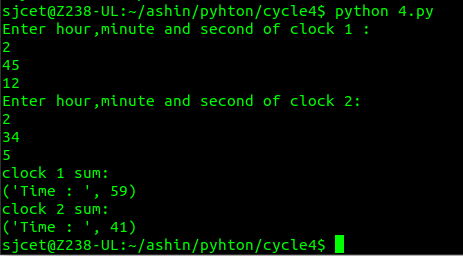 sjcet@Z238-UL:~/ashin/pyhton/cycle4$ python 4.py
Enter hour,minute and second of clock 1 :
2
45
12
Enter hour,minute and second of clock 2:
2
34
5
clock 1 sum:
('Time : ', 59)
clock 2 sum:
('Time : ', 41)
sjcet@Z238-UL:~/ashin/pyhton/cycle4$